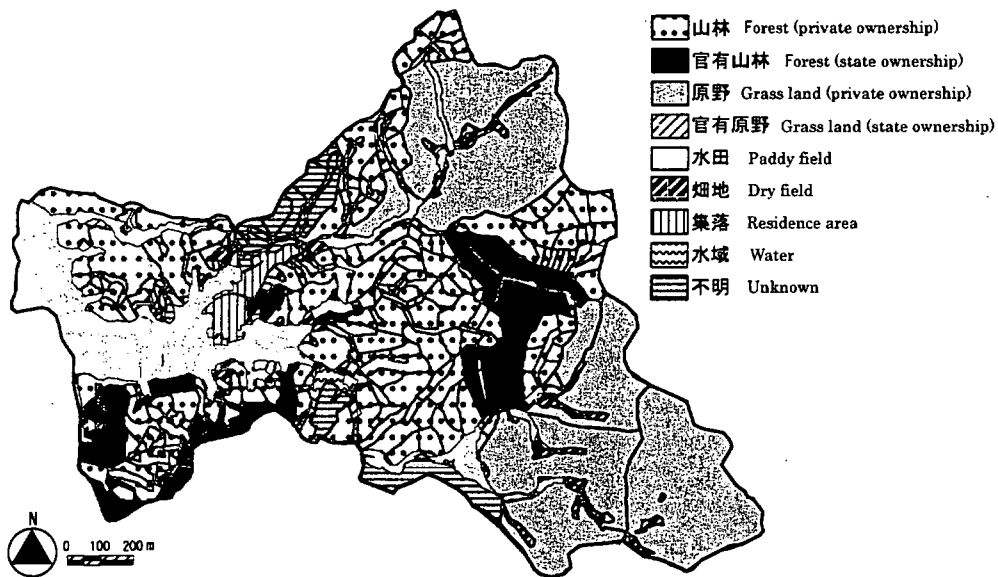 山林 Forest (private ownership)
官有山林 Forest (state ownership)
原野 Grass land (private ownership)
官有原野 Grass land (state ownership)
水田 Paddy field
畑地 Dry field
集落 Residence area
水域 Water
不明 Unknown
N
0 100 200 m